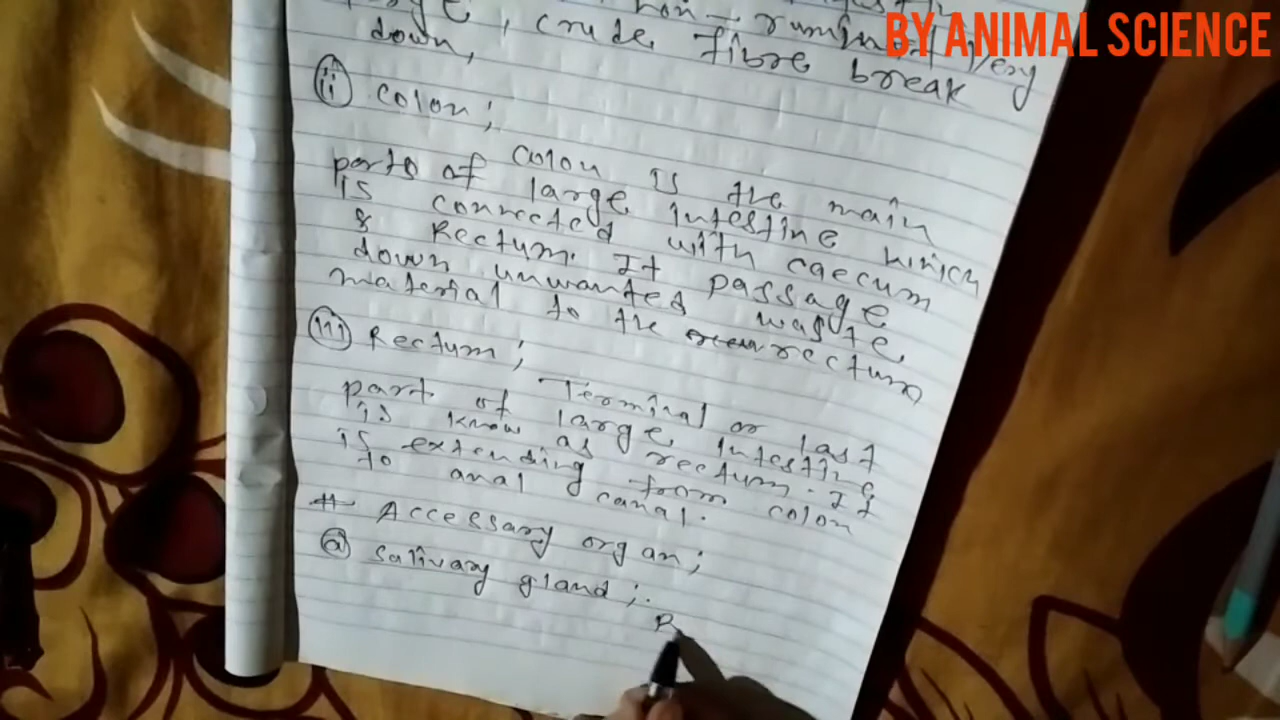 BY ANIMAL SCIENCE
non-ruminant, very
down, , crude fibre break
(ii) Colon;
Colon is the main
parts of large intestine which
is connected with caecum
& Rectum. It passage
down unwanted waste
material to the rectum
(iii) Rectum;
Terminal or last
part of large intestine
is know as rectum. It
is extending from colon
to anal canal.
# Accessary organ;
(a) Salivary gland;.
P